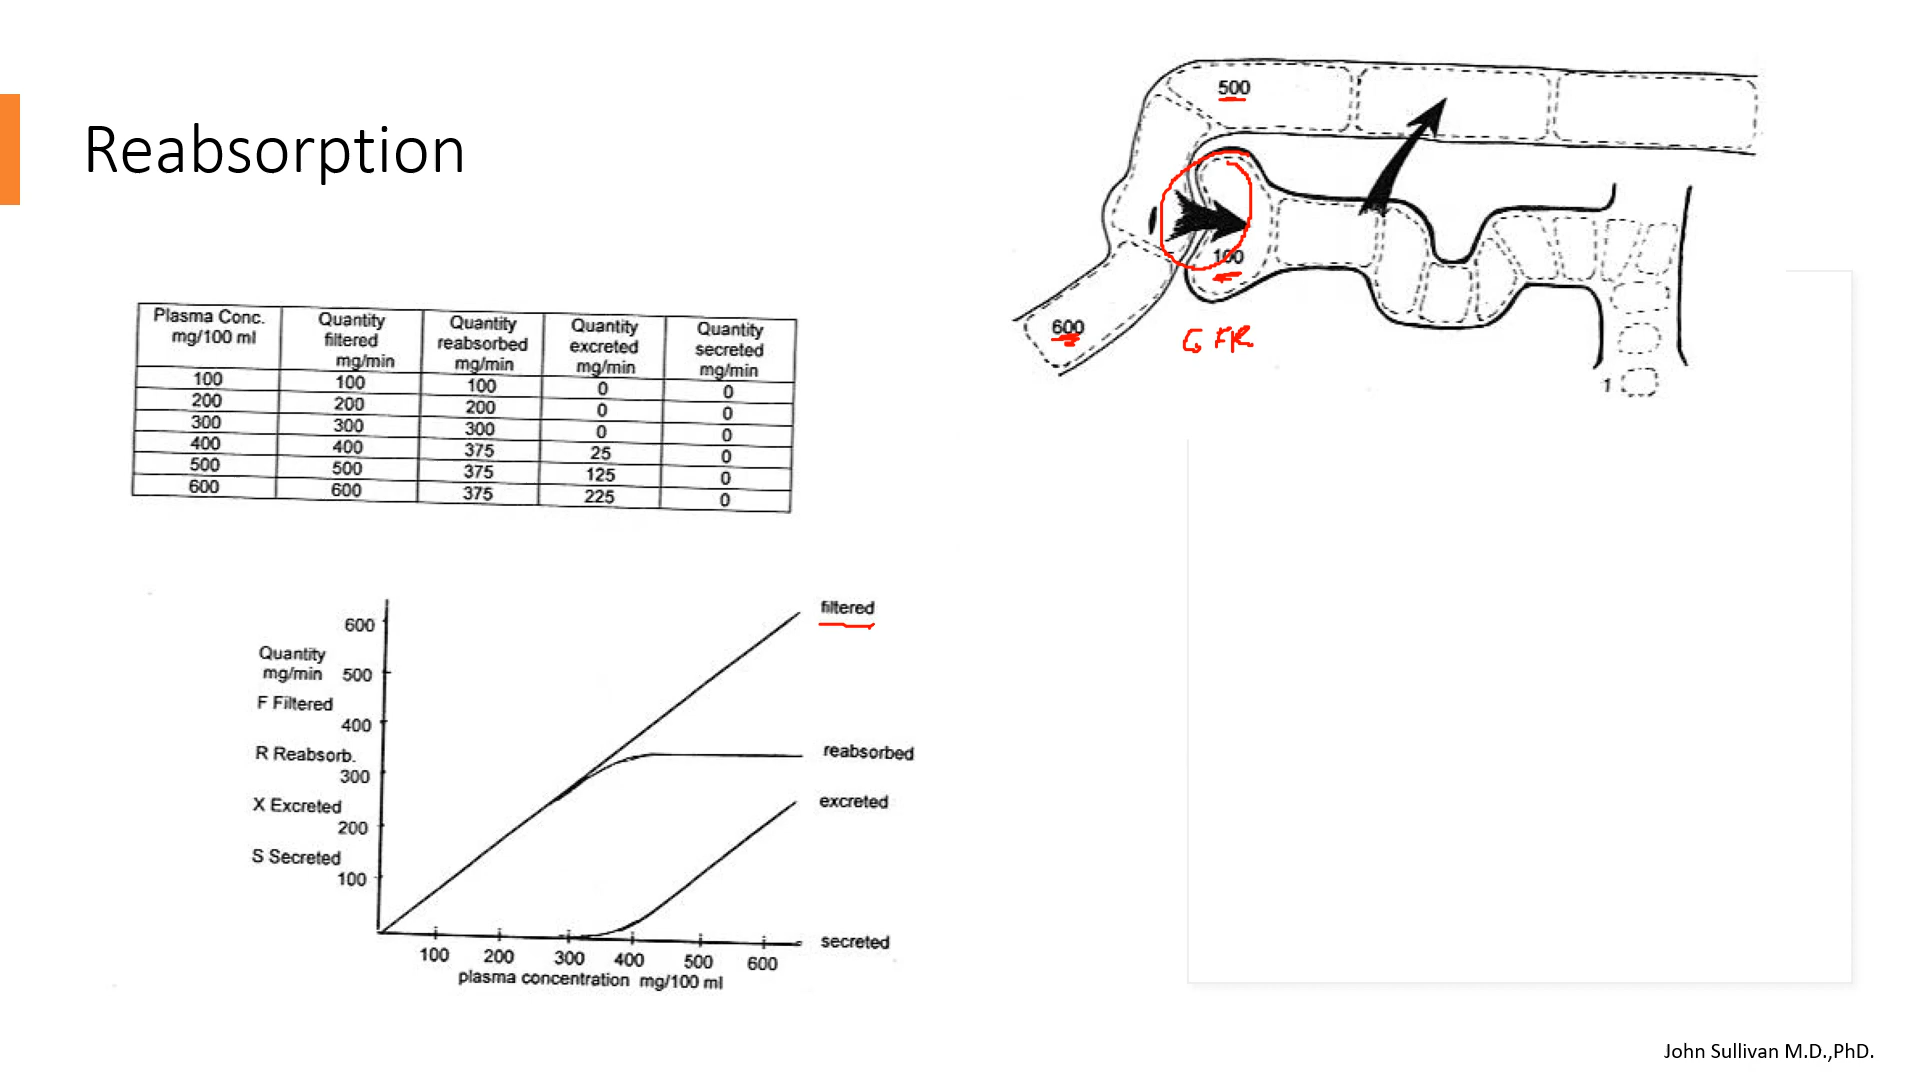 Reabsorption
Plasma Conc.
mg/100 ml
Quantity
filtered
mg/min
Quantity
reabsorbed
mg/min
Quantity
excreted
mg/min
Quantity
secreted
mg/min
100 100 100 0 0
200 200 200 0 0
300 300 300 0 0
400 400 375 25 0
500 500 375 125 0
600 600 375 225 0
500
100
600
GFR
1
Quantity
mg/min
F Filtered
R Reabsorb.
X Excreted
S Secreted
600
500
400
300
200
100
filtered
reabsorbed
excreted
secreted
100 200 300 400 500 600
plasma concentration mg/100 ml
John Sullivan M.D.,PhD.